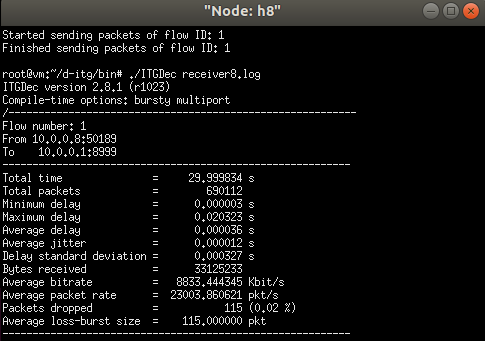 "Node: h8"
Started sending packets of flow ID: 1
Finished sending packets of flow ID: 1
root@vm:~/d-itg/bin# ./ITGDec receiver8.log
ITGDec version 2.8.1 (r1023)
Compile-time options: bursty multiport
/----------------------------------------------------------
Flow number: 1
From 10.0.0.8:50189
To    10.0.0.1:8999
----------------------------------------------------------
Total time               =     29.999834 s
Total packets            =        690112
Minimum delay            =      0.000003 s
Maximum delay            =      0.020323 s
Average delay            =      0.000036 s
Average jitter           =      0.000012 s
Delay standard deviation =      0.000327 s
Bytes received           =      33125233
Average bitrate          =   8833.444345 Kbit/s
Average packet rate      =  23003.860621 pkt/s
Packets dropped          =           115 (0.02 %)
Average loss-burst size  =    115.000000 pkt
----------------------------------------------------------